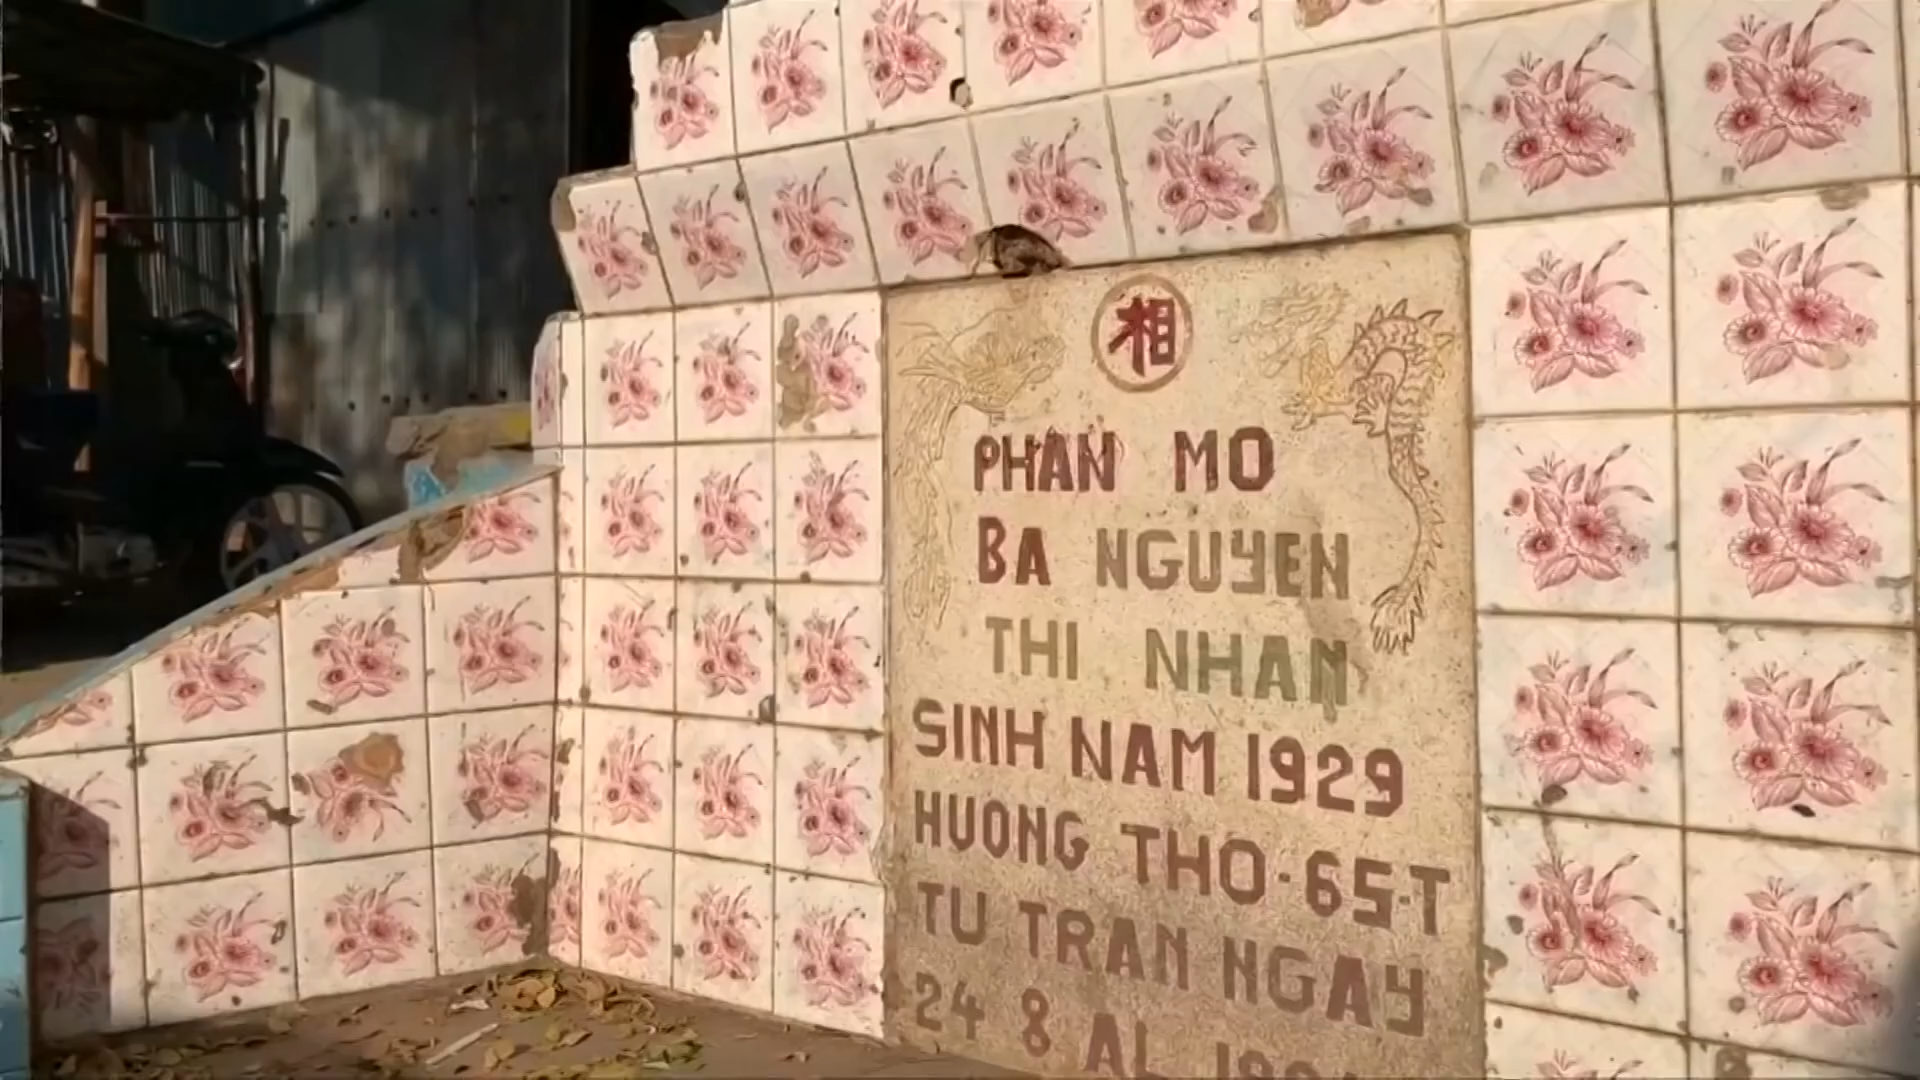 相
PHAN MO
BA NGUYEN
THI NHAN
SINH NAM 1929
HUONG THO·65·T
TU TRAN NGAY
24 8 AL